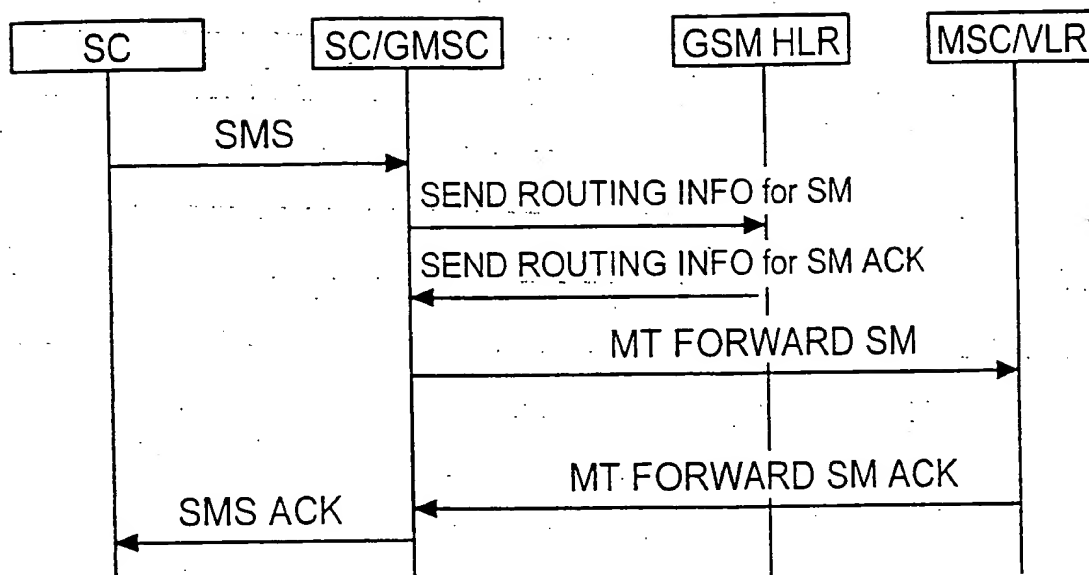 SC
SC/GMSC
GSM HLR
MSC/VLR
SMS
SEND ROUTING INFO for SM
SEND ROUTING INFO for SM ACK
MT FORWARD SM
MT FORWARD SM ACK
SMS ACK